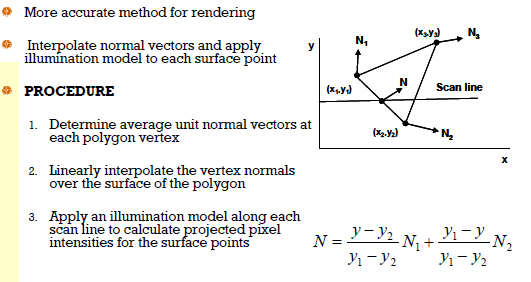 More accurate method for rendering
Interpolate normal vectors and apply
illumination model to each surface point
PROCEDURE
1. Determine average unit normal vectors at
each polygon vertex
2. Linearly interpolate the vertex normals
over the surface of the polygon
3. Apply an illumination model along each
scan line to calculate projected pixel
intensities for the surface points
y
N₁
(x₃,y₃)
N₃
(x₁,y₁)
N
Scan line
(x₂,y₂)
N₂
x
N = (y − y₂)/(y₁ − y₂) N₁ + (y₁ − y)/(y₁ − y₂) N₂